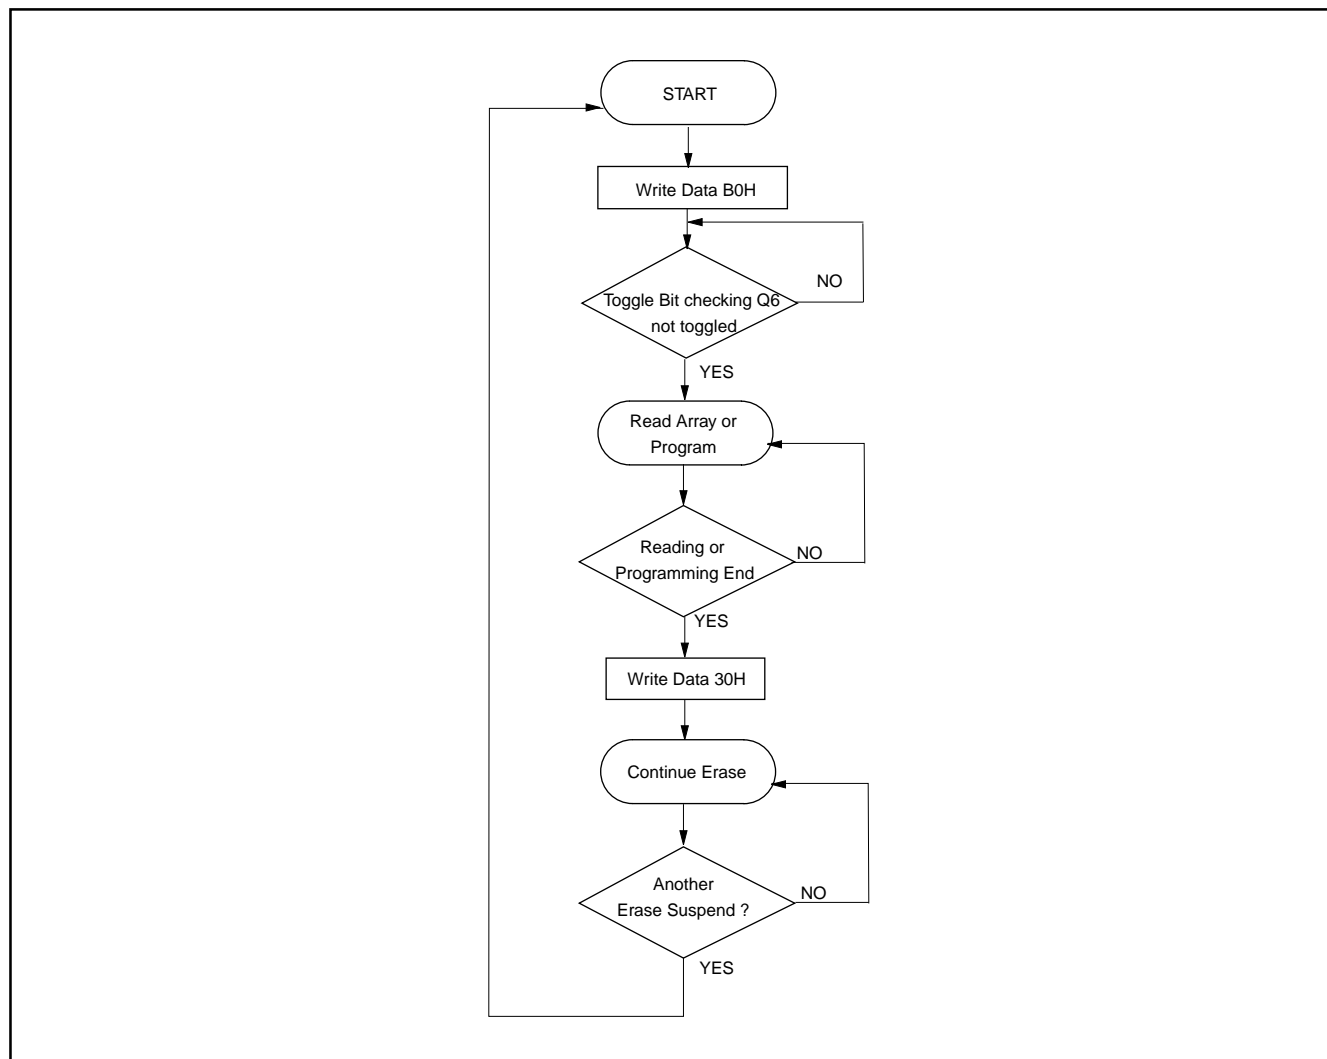 START
Write Data B0H
NO
Toggle Bit checking Q6
not toggled
YES
Read Array or
Program
Reading or
Programming End
NO
YES
Write Data 30H
Continue Erase
Another
Erase Suspend ?
NO
YES